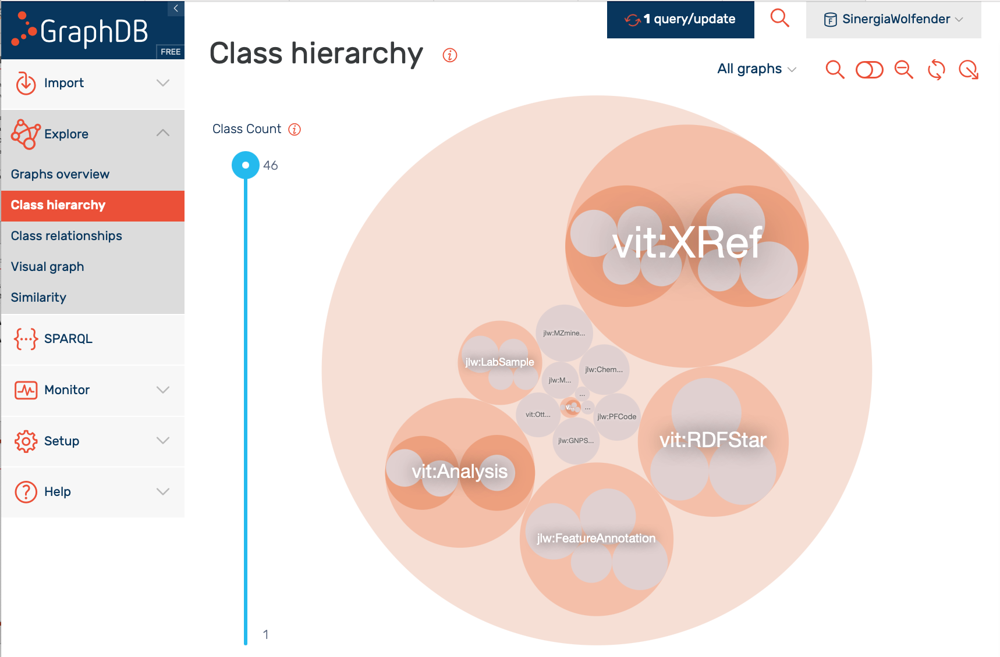 GraphDB
FREE
1 query/update
SinergiaWolfender
Class hierarchy
All graphs
Import
Explore
Graphs overview
Class hierarchy
Class relationships
Visual graph
Similarity
SPARQL
Monitor
Setup
Help
Class Count
46
1
vit:XRef
jlw:MZmine...
jlw:LabSample
jlw:Chem...
jlw:M...
...
v...
...
vit:Ott...
jlw:PFCode
jlw:GNPS...
vit:RDFStar
vit:Analysis
jlw:FeatureAnnotation